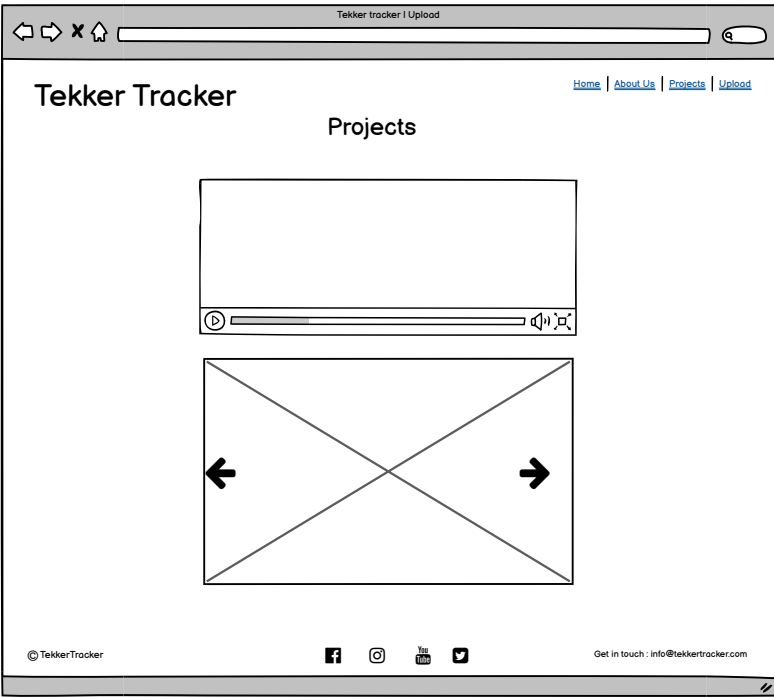 Tekker tracker | Upload
Tekker Tracker
Home | About Us | Projects | Upload
Projects
© TekkerTracker
You
Tube
Get in touch : info@tekkertracker.com